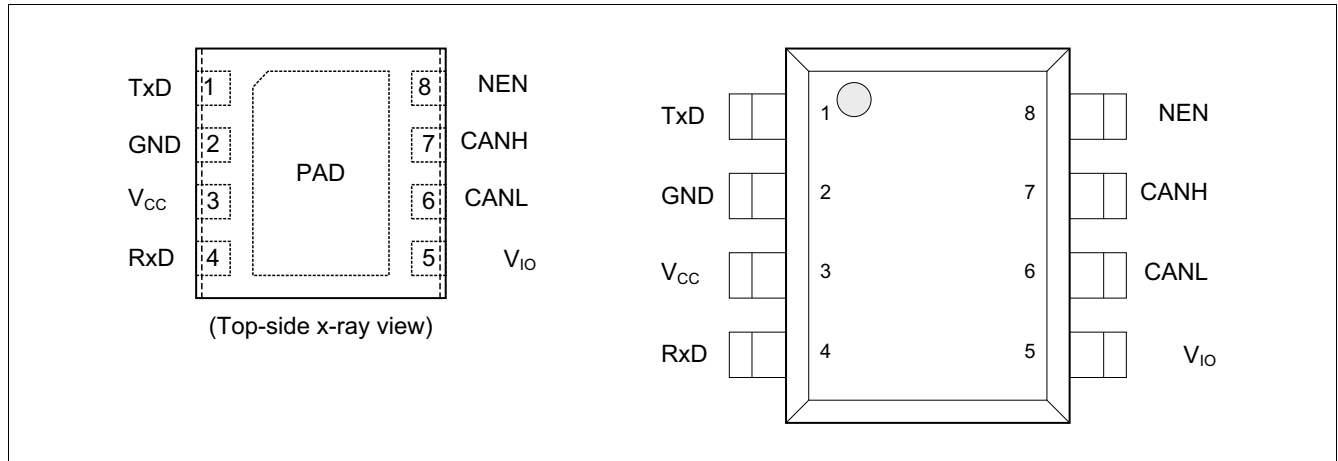 TxD 1 8 NEN
GND 2 7 CANH
PAD
VCC 3 6 CANL
RxD 4 5 VIO
(Top-side x-ray view)
TxD 1 8 NEN
GND 2 7 CANH
VCC 3 6 CANL
RxD 4 5 VIO